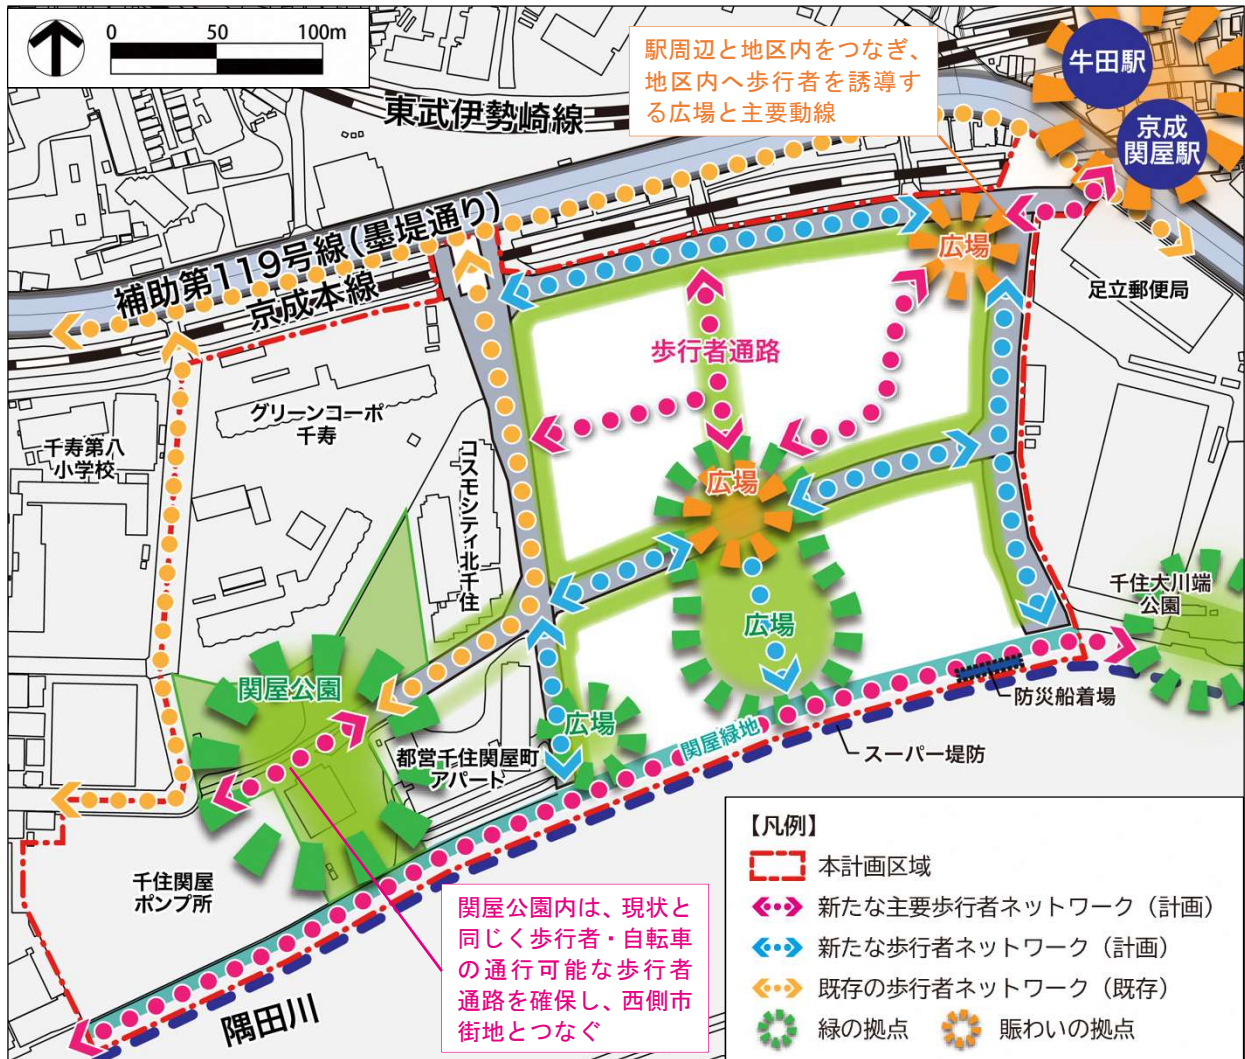 0 50 100m
駅周辺と地区内をつなぎ、
地区内へ歩行者を誘導す
る広場と主要動線
牛田駅
京成
関屋駅
東武伊勢崎線
補助第119号線(墨堤通り)
京成本線
広場
足立郵便局
歩行者通路
グリーンコーポ
千寿
千寿第八
小学校
コスモシティ北千住
広場
千住大川端
公園
広場
関屋公園
広場
防災船着場
関屋緑地
スーパー堤防
都営千住関屋町
アパート
千住関屋
ポンプ所
関屋公園内は、現状と
同じく歩行者・自転車
の通行可能な歩行者
通路を確保し、西側市
街地とつなぐ
隅田川
【凡例】
本計画区域
新たな主要歩行者ネットワーク（計画）
新たな歩行者ネットワーク（計画）
既存の歩行者ネットワーク（既存）
緑の拠点 賑わいの拠点